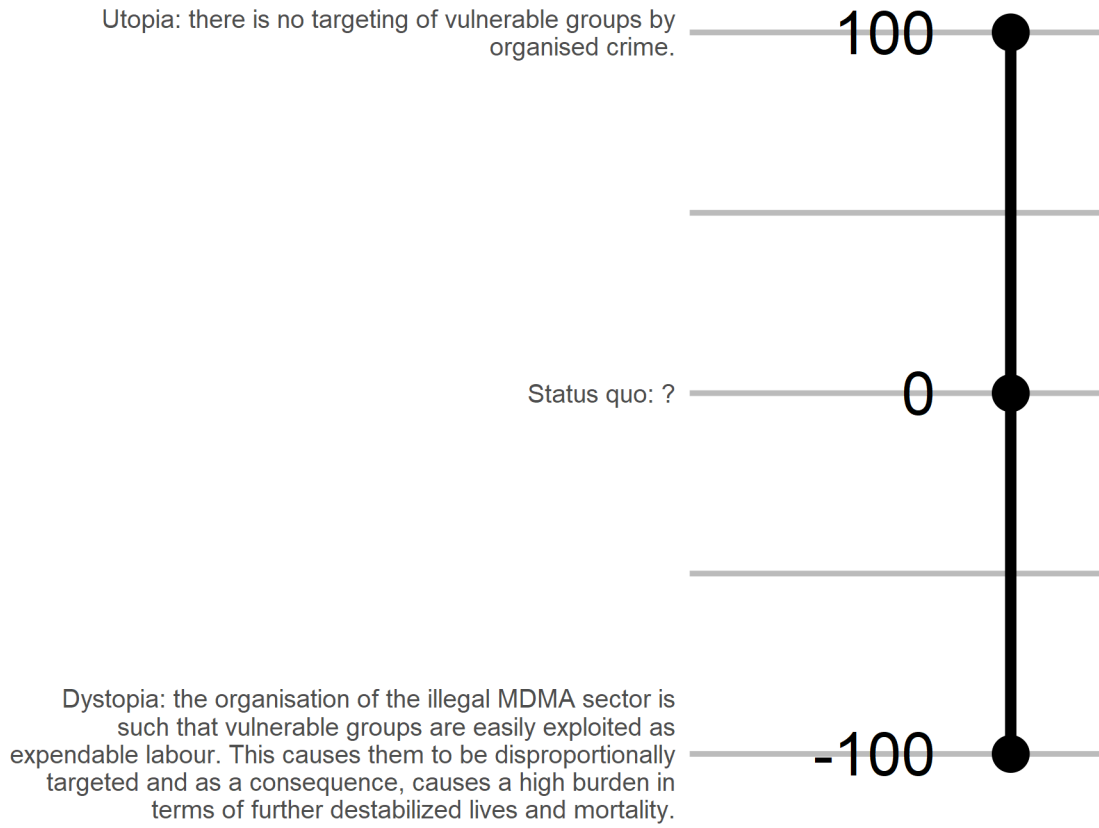 Utopia: there is no targeting of vulnerable groups by
organised crime.
100
Status quo: ?
0
Dystopia: the organisation of the illegal MDMA sector is
such that vulnerable groups are easily exploited as
expendable labour. This causes them to be disproportionally
targeted and as a consequence, causes a high burden in
terms of further destabilized lives and mortality.
-100